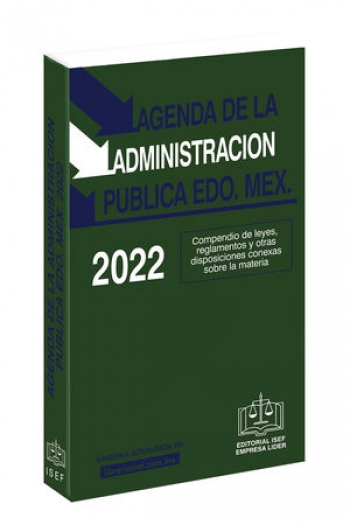 AGENDA DE LA
ADMINISTRACION
PUBLICA EDO. MEX.
2022
Compendio de leyes,
reglamentos y otras
disposiciones conexas
sobre la materia
EDITORIAL ISEF
EMPRESA LIDER
AGENDA DE LA ADMINISTRACION
PUBLICA EDO. MEX. 2022
ISEF